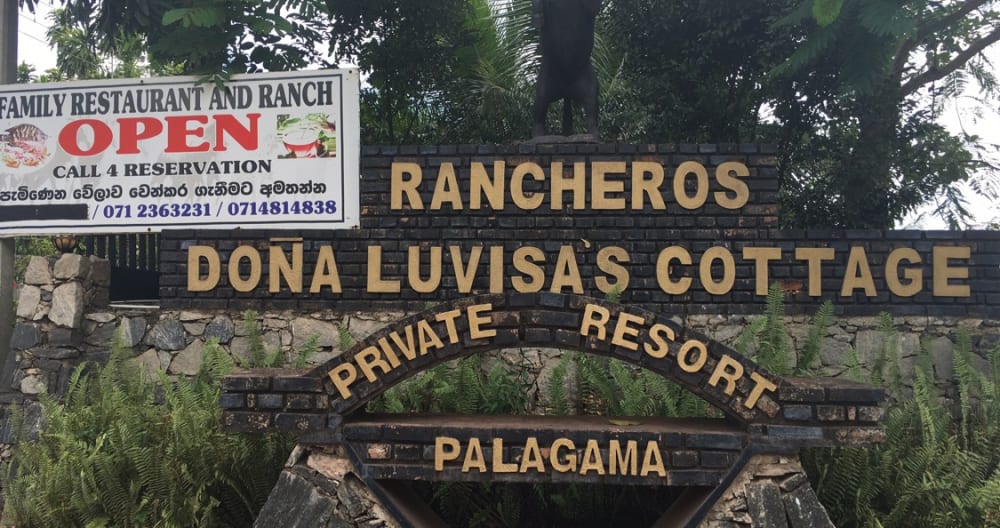 FAMILY RESTAURANT AND RANCH
OPEN
CALL 4 RESERVATION
පැමිණෙන වේලාව වෙන්කර ගැනීමට අමතන්න
/ 071 2363231 / 0714814838
RANCHEROS
DOÑA LUVISA'S COTTAGE
PRIVATE RESORT
PALAGAMA